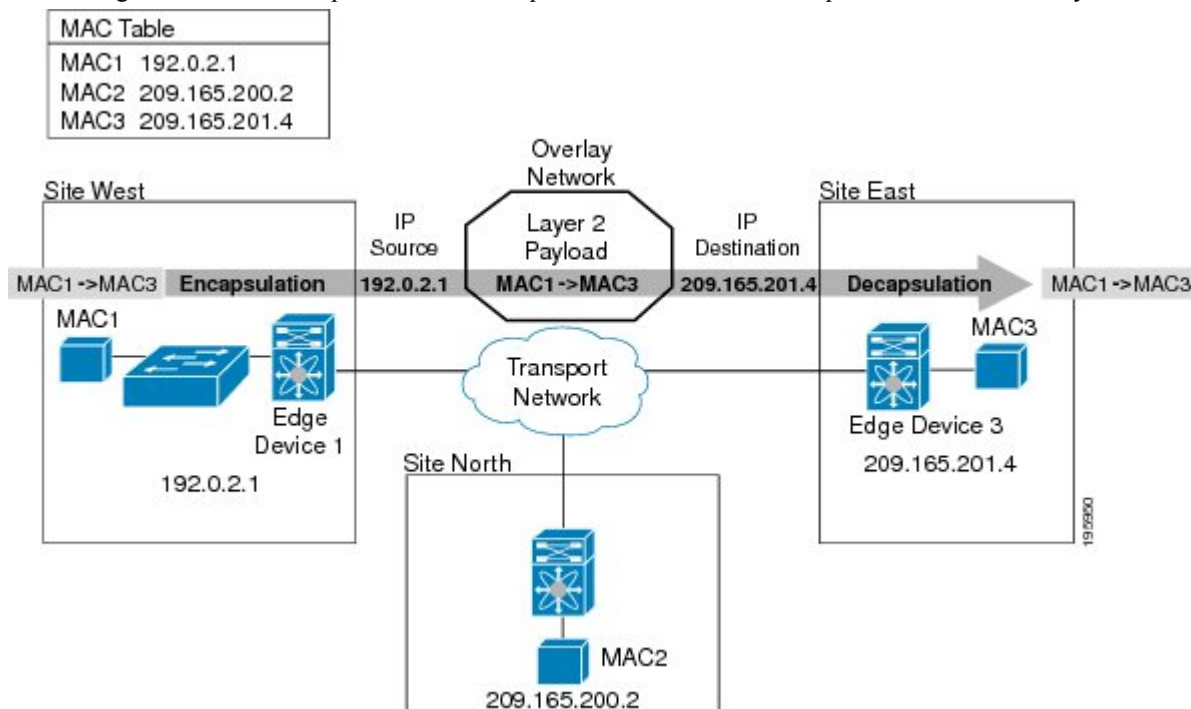 MAC Table
MAC1 192.0.2.1
MAC2 209.165.200.2
MAC3 209.165.201.4
Overlay
Network
Site West
Site East
IP
Source
Layer 2
Payload
IP
Destination
MAC1->MAC3
Encapsulation
192.0.2.1
MAC1->MAC3
209.165.201.4
Decapsulation
MAC1->MAC3
MAC1
MAC3
Transport
Network
Edge
Device 1
Edge Device 3
192.0.2.1
209.165.201.4
Site North
195950
MAC2
209.165.200.2